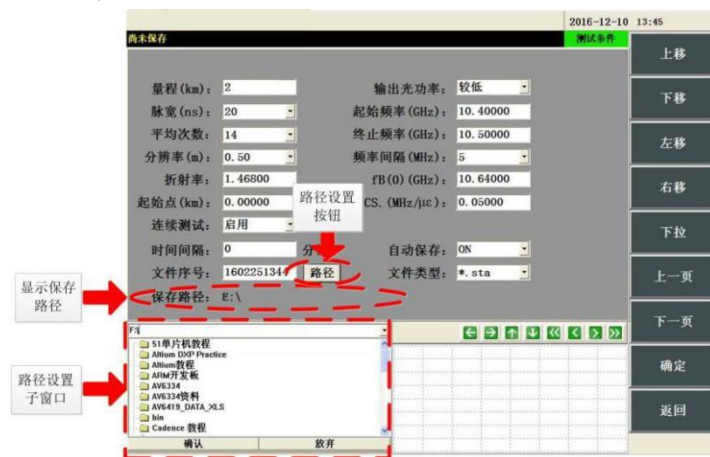 2016-12-10 13:45
尚未保存
测试条件
量程(km): 2
输出光功率: 较低
脉宽(ns): 20
起始频率(GHz): 10.40000
平均次数: 14
终止频率(GHz): 10.50000
分辨率(m): 0.50
频率间隔(MHz): 5
折射率: 1.46800
fB(0)(GHz): 10.64000
起始点(km): 0.00000
CS.(MHz/με): 0.05000
连续测试: 启用
路径设置
按钮
时间间隔: 0
分
自动保存: ON
文件序号: 1602251344
路径
文件类型: *.sta
保存路径: E:\
显示保存
路径
F:\
51单片机教程
Altium DXP Practice
Altium教程
ARM开发板
AV6334
AV6334资料
AV6419_DATA_XLS
bin
Cadence 教程
确认
放弃
路径设置
子窗口
上移
下移
左移
右移
下拉
上一页
下一页
确定
返回